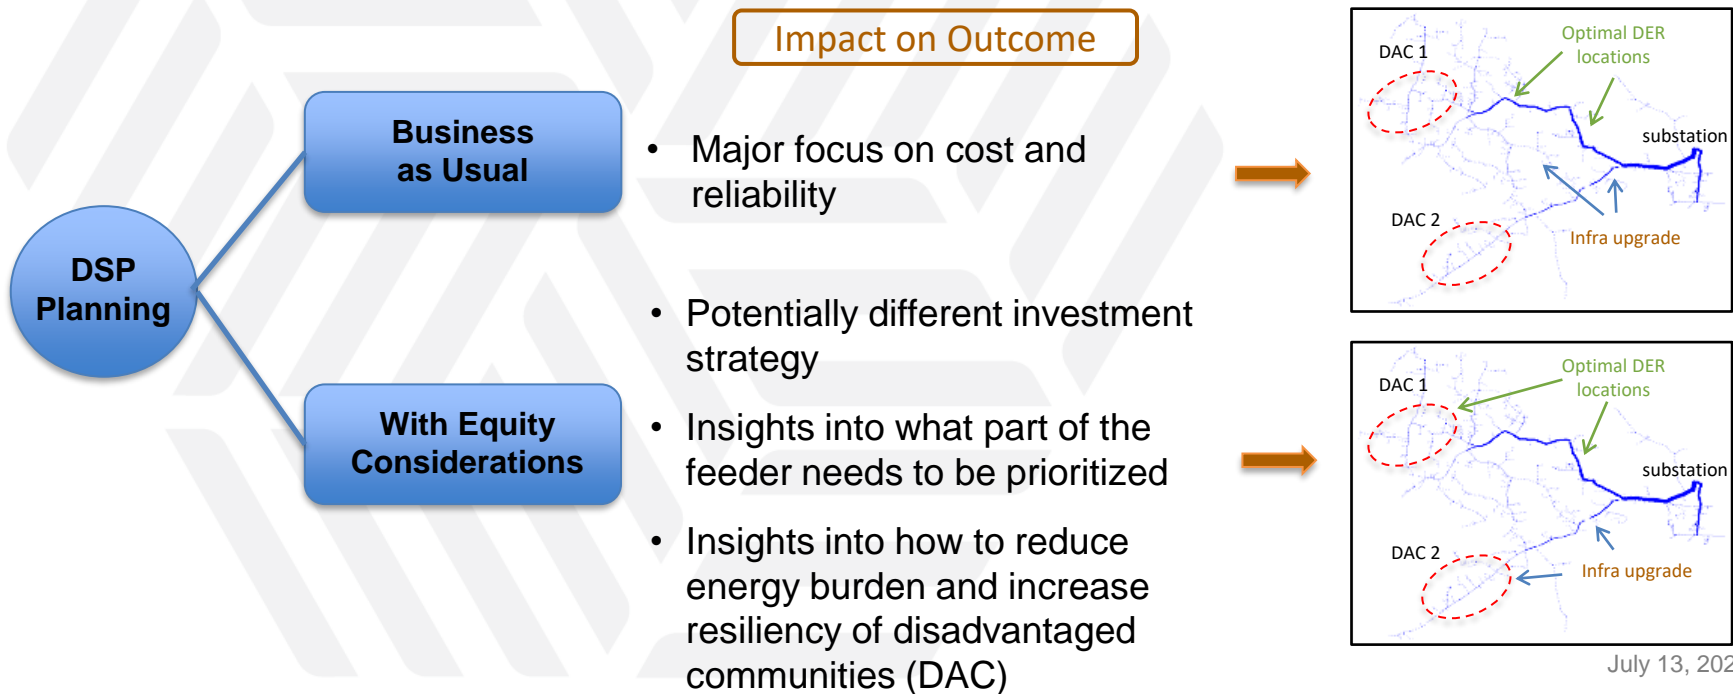 Impact on Outcome
DSP
Planning
Business
as Usual
• Major focus on cost and
reliability
With Equity
Considerations
• Potentially different investment
strategy
• Insights into what part of the
feeder needs to be prioritized
• Insights into how to reduce
energy burden and increase
resiliency of disadvantaged
communities (DAC)
DAC 1
Optimal DER
locations
substation
DAC 2
Infra upgrade
DAC 1
Optimal DER
locations
substation
DAC 2
Infra upgrade
July 13, 202